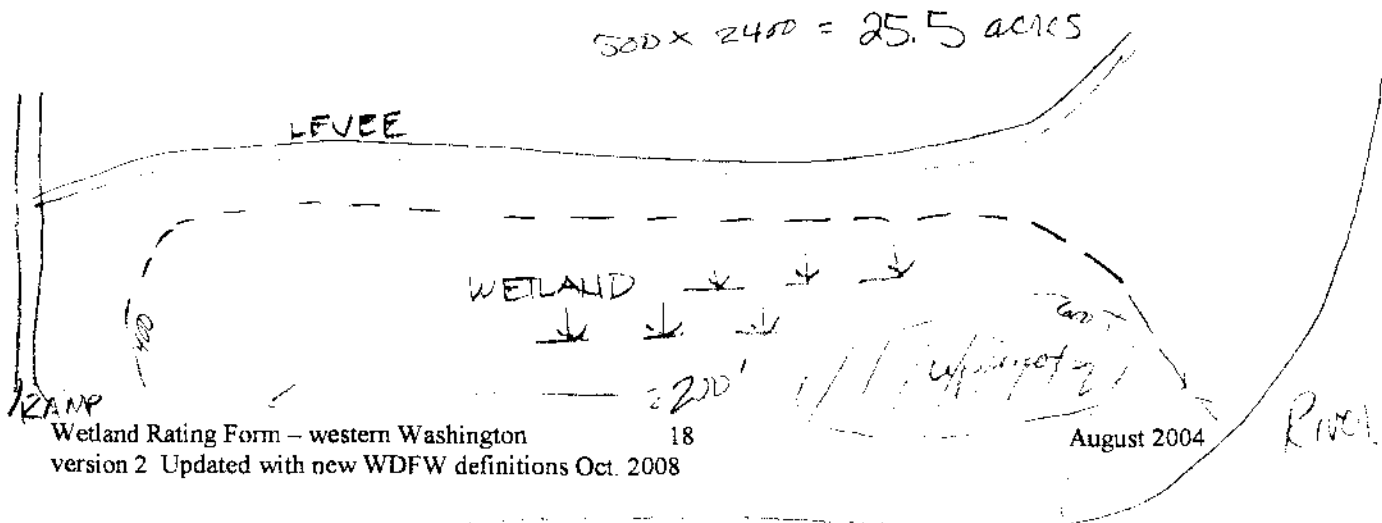 500 x 2400 = 25.5 acres
LEVEE
WETLAND
400
200'
RAMP
Wetland Rating Form – western Washington 18 August 2004
version 2 Updated with new WDFW definitions Oct. 2008
River